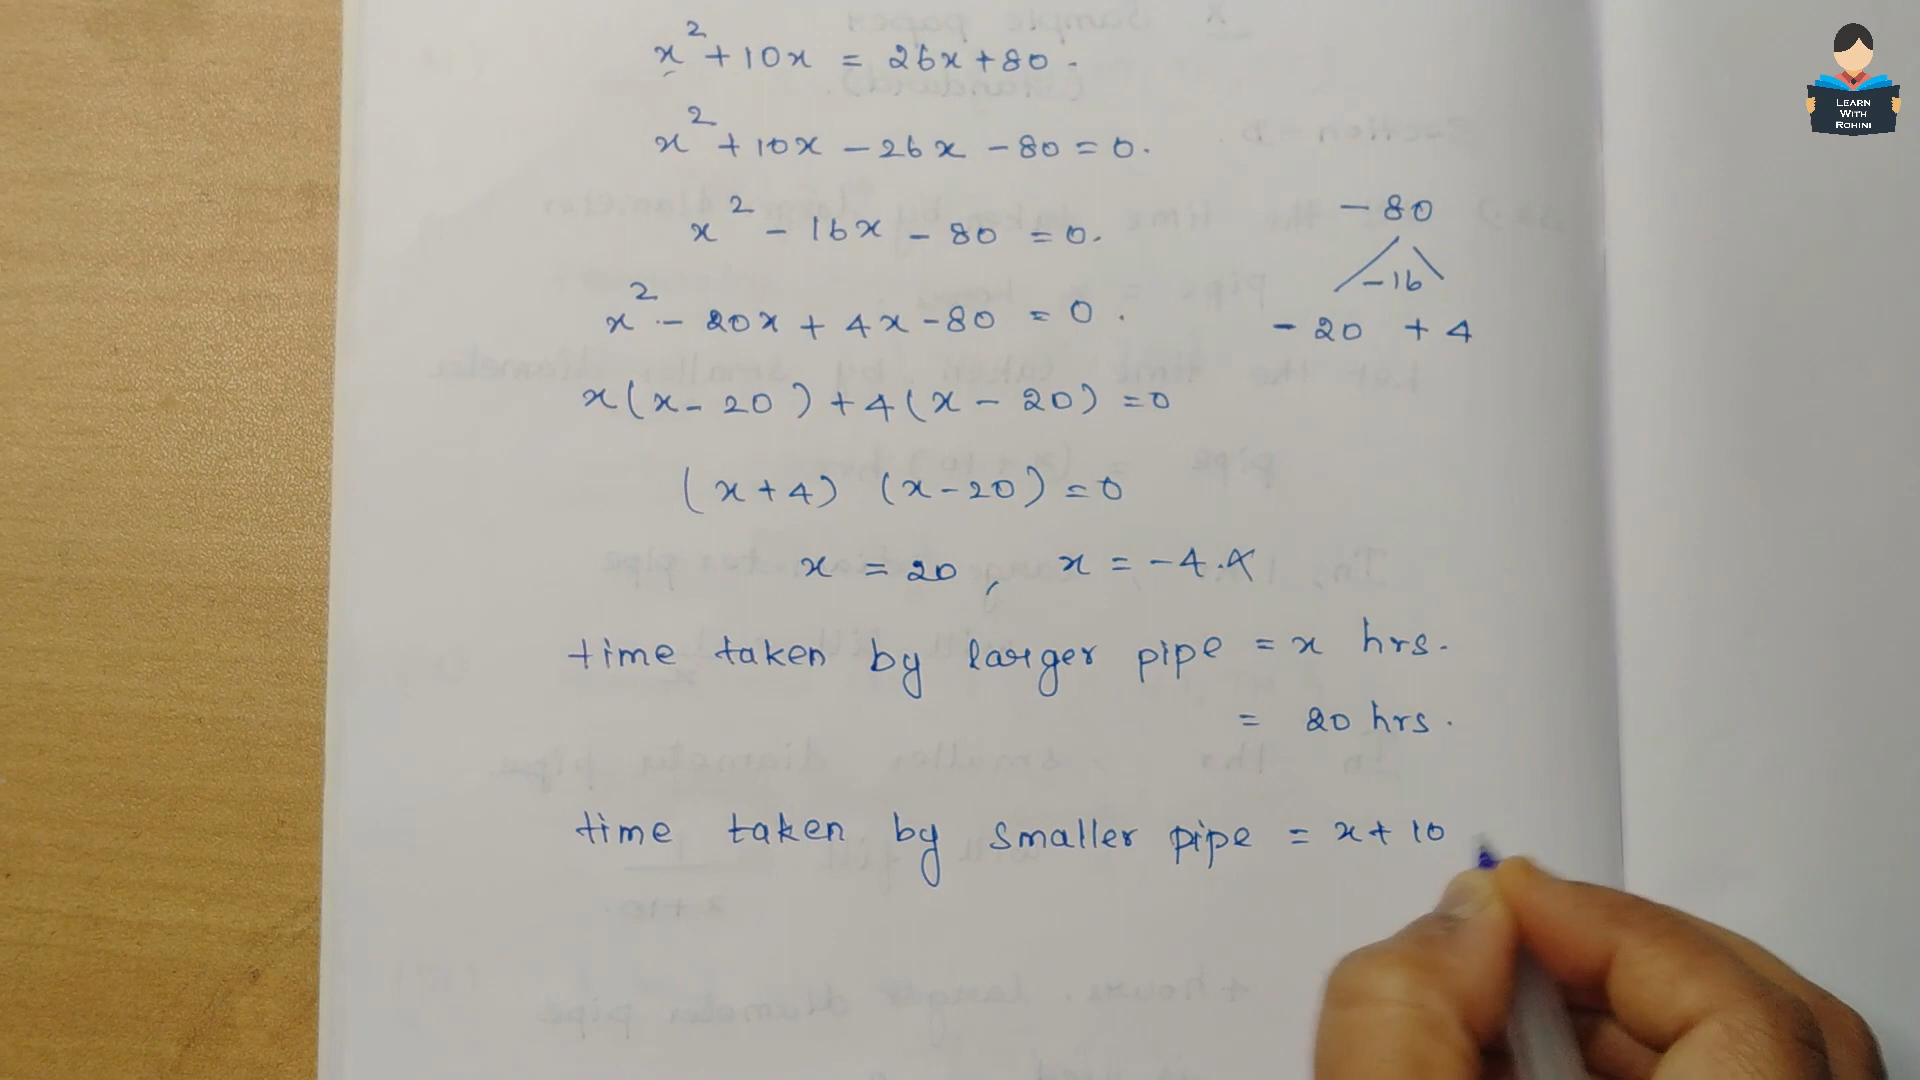 x² + 10x = 26x + 80.
x² + 10x - 26x - 80 = 0.
x² - 16x - 80 = 0.
- 80
- 16
- 20 + 4
x² - 20x + 4x - 80 = 0.
x(x - 20) + 4(x - 20) = 0
(x + 4) (x - 20) = 0
x = 20, x = -4. x
time taken by larger pipe = x hrs.
= 20 hrs.
time taken by smaller pipe = x + 10
LEARN
WITH
ROHINI